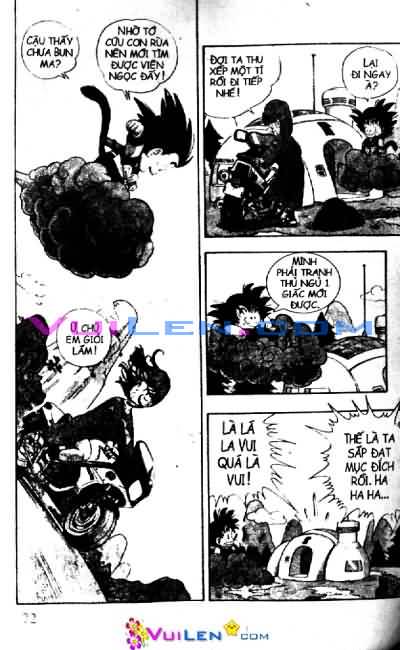 CẬU THẤY
CHƯA BUN
MA?
NHỜ TỚ
CỨU CON RÙA
NÊN MỚI TÌM
ĐƯỢC VIÊN
NGỌC ĐẤY!
Ừ CHÚ
EM GIỎI
LẮM!
ĐỢI TA THU
XẾP MỘT TÍ
RỒI ĐI TIẾP
NHÉ!
LẠI
ĐI NGAY
À?
MÌNH
PHẢI TRANH
THỦ NGỦ 1
GIẤC MỚI
ĐƯỢC.
LÀ LÁ
LA VUI
QUÁ LÀ
VUI!
THẾ LÀ TA
SẮP ĐẠT
MỤC ĐÍCH
RỒI. HA
HA HA...
VUILEN.COM
22
VUILEN.COM